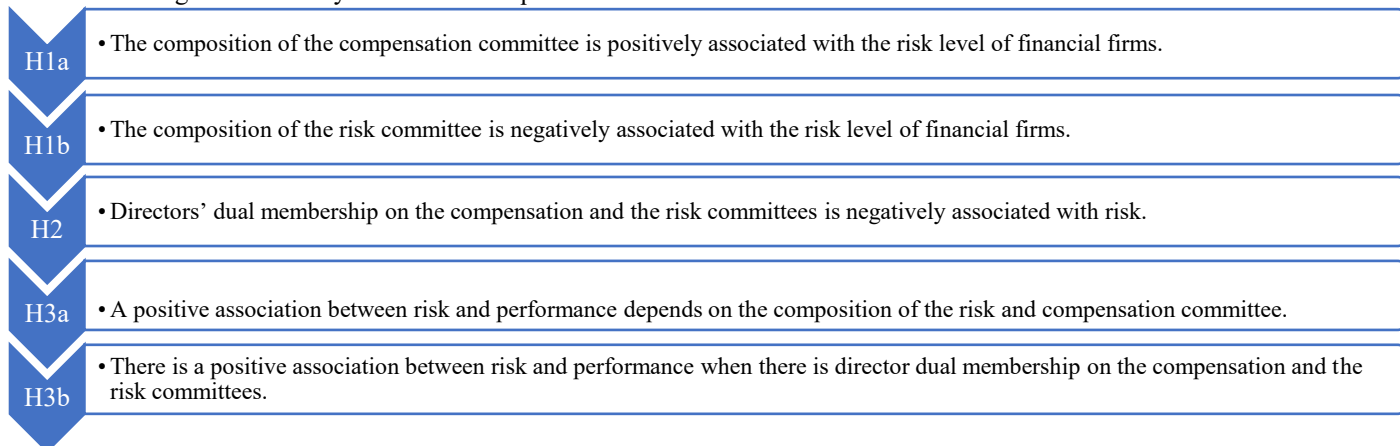 H1a
• The composition of the compensation committee is positively associated with the risk level of financial firms.
H1b
• The composition of the risk committee is negatively associated with the risk level of financial firms.
H2
• Directors’ dual membership on the compensation and the risk committees is negatively associated with risk.
H3a
• A positive association between risk and performance depends on the composition of the risk and compensation committee.
H3b
• There is a positive association between risk and performance when there is director dual membership on the compensation and the
risk committees.